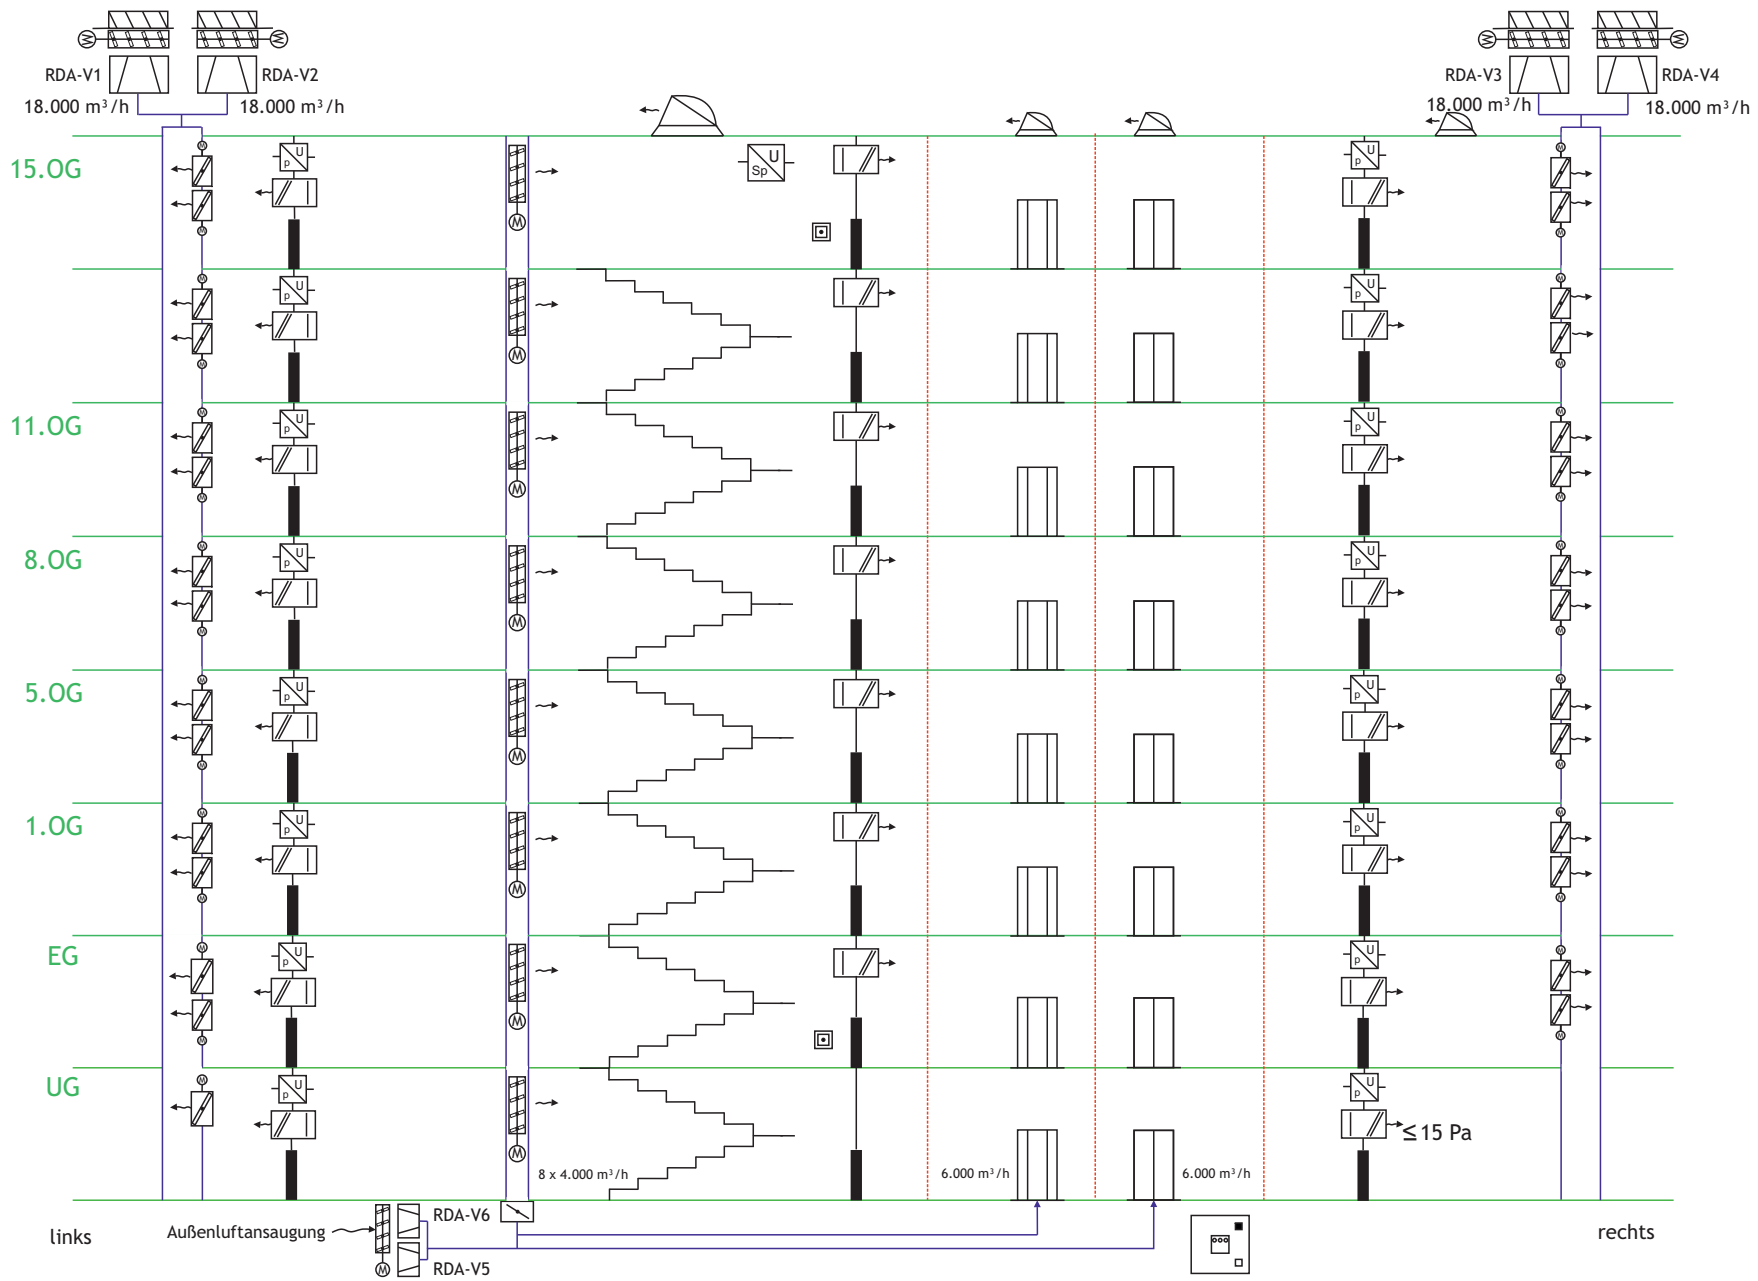 RDA-V1
RDA-V2
RDA-V3
RDA-V4
18.000 m³/h
18.000 m³/h
18.000 m³/h
18.000 m³/h
15.OG
U
Sp
U
p
U
p
M
M
M
M
M
U
p
U
p
M
M
M
M
M
11.OG
U
p
U
p
M
M
M
M
M
8.OG
U
p
U
p
M
M
M
M
M
5.OG
U
p
U
p
M
M
M
M
M
1.OG
U
p
U
p
M
M
M
M
M
EG
U
p
U
p
M
M
M
M
M
UG
U
p
U
p
M
M
≤ 15 Pa
8 x 4.000 m³/h
6.000 m³/h
6.000 m³/h
links
Außenluftansaugung
RDA-V6
RDA-V5
M
rechts